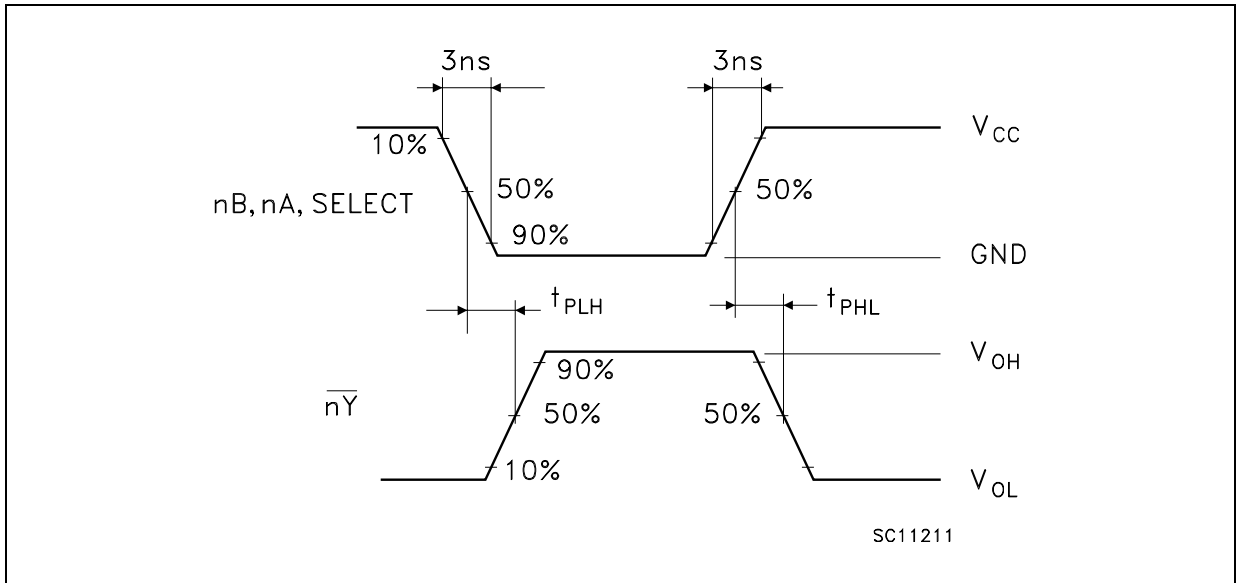 3ns
3ns
10%
V_CC
50%
50%
nB, nA, SELECT
90%
GND
t_PLH
t_PHL
V_OH
90%
n̅Y̅
50%
50%
10%
V_OL
SC11211